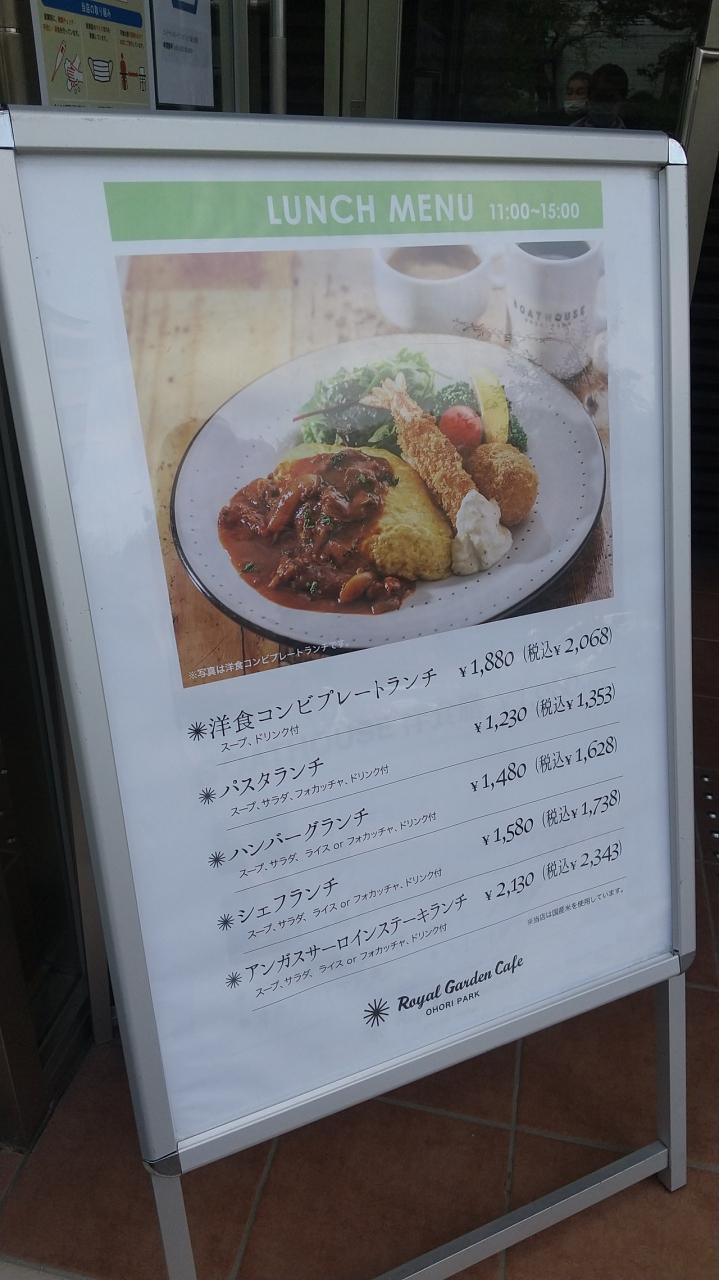 当店の取り組み
LUNCH MENU 11:00~15:00
BOATHOUSE
※写真は洋食コンビプレートランチです。
洋食コンビプレートランチ ¥1,880 (税込¥2,068)
スープ、ドリンク付
パスタランチ ¥1,230 (税込¥1,353)
スープ、サラダ、フォカッチャ、ドリンク付
ハンバーグランチ ¥1,480 (税込¥1,628)
スープ、サラダ、ライス or フォカッチャ、ドリンク付
シェフランチ ¥1,580 (税込¥1,738)
スープ、サラダ、ライス or フォカッチャ、ドリンク付
アンガスサーロインステーキランチ ¥2,130 (税込¥2,343)
スープ、サラダ、ライス or フォカッチャ、ドリンク付
※当店は国産米を使用しています。
Royal Garden Cafe
OHORI PARK